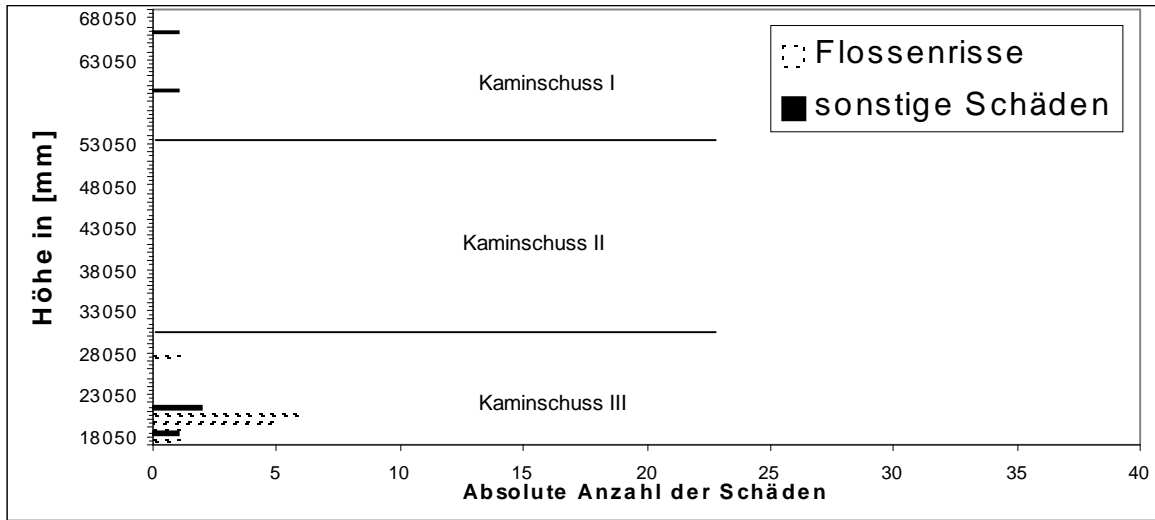 68050
63050
53050
48050
43050
38050
33050
28050
23050
18050
Höhe in [mm]
Flossenrisse
sonstige Schäden
Kaminschuss I
Kaminschuss II
Kaminschuss III
0 5 10 15 20 25 30 35 40
Absolute Anzahl der Schäden